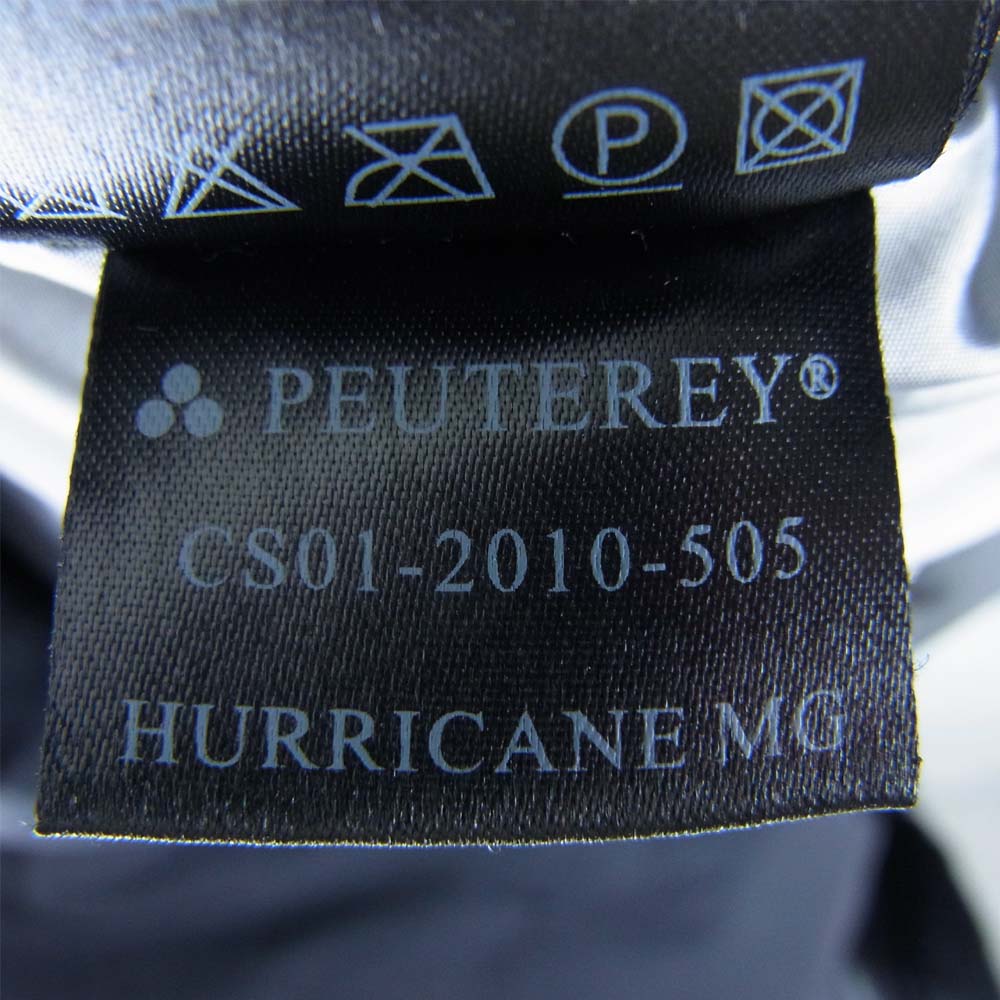 P
PEUTEREY®
CS01-2010-505
HURRICANE MG